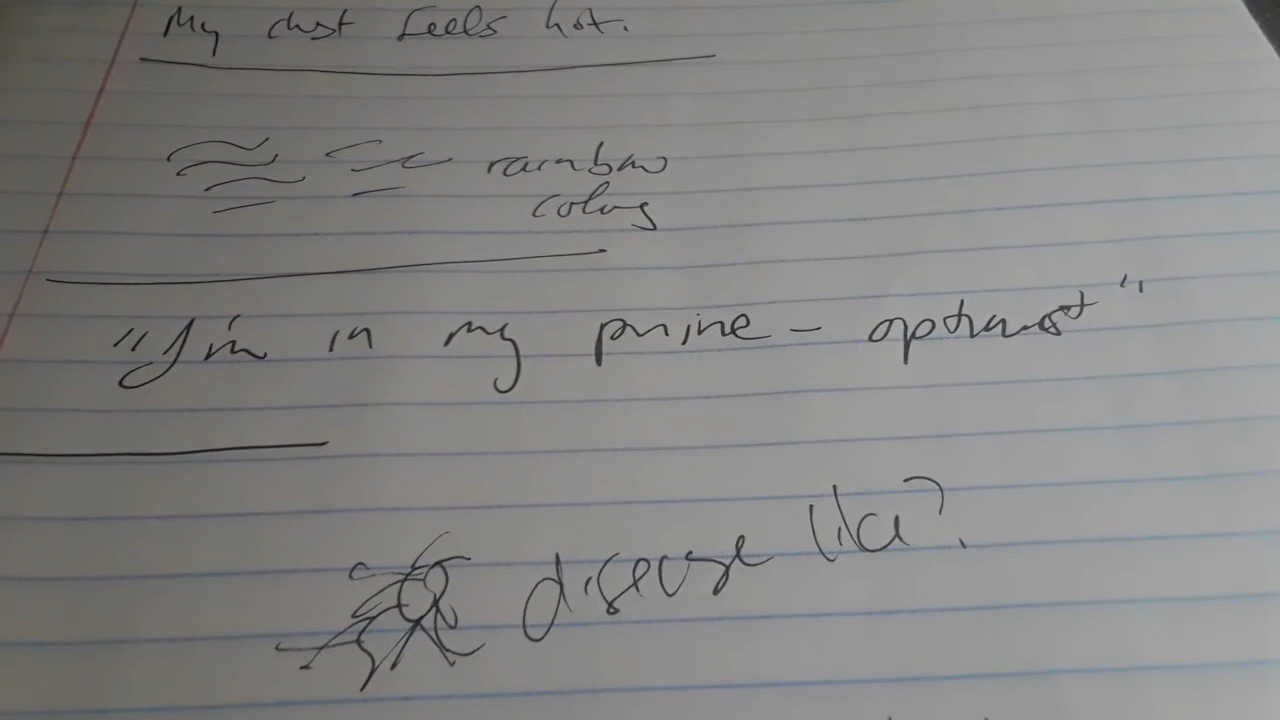 My chest feels hot.
rainbow
colors
"I'm in my prime - optimist"
disease like?